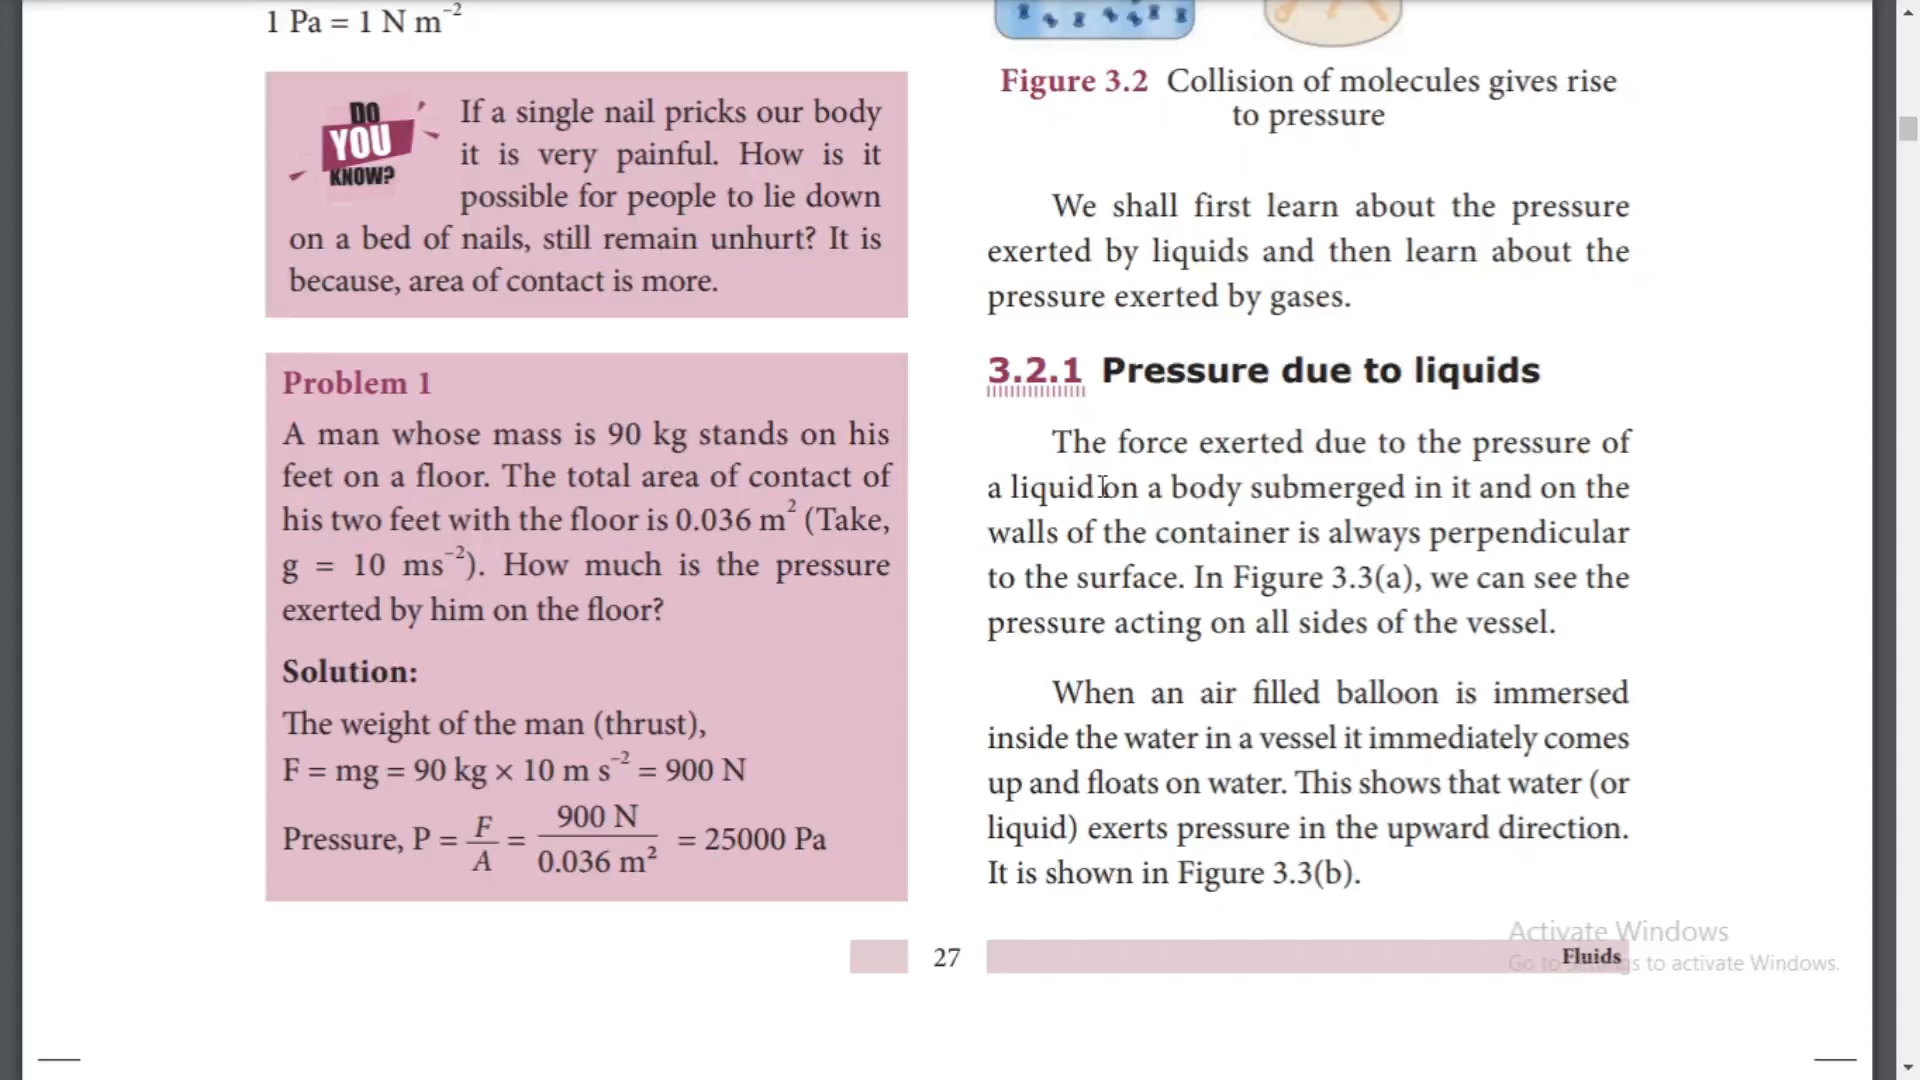 1 Pa = 1 N m⁻²
DO
YOU
KNOW?
If a single nail pricks our body
it is very painful. How is it
possible for people to lie down
on a bed of nails, still remain unhurt? It is
because, area of contact is more.
Problem 1
A man whose mass is 90 kg stands on his
feet on a floor. The total area of contact of
his two feet with the floor is 0.036 m² (Take,
g = 10 ms⁻²). How much is the pressure
exerted by him on the floor?
Solution:
The weight of the man (thrust),
F = mg = 90 kg × 10 m s⁻² = 900 N
Pressure, P = F/A = 900 N/0.036 m² = 25000 Pa
Figure 3.2 Collision of molecules gives rise
to pressure
We shall first learn about the pressure
exerted by liquids and then learn about the
pressure exerted by gases.
3.2.1 Pressure due to liquids
The force exerted due to the pressure of
a liquid on a body submerged in it and on the
walls of the container is always perpendicular
to the surface. In Figure 3.3(a), we can see the
pressure acting on all sides of the vessel.
When an air filled balloon is immersed
inside the water in a vessel it immediately comes
up and floats on water. This shows that water (or
liquid) exerts pressure in the upward direction.
It is shown in Figure 3.3(b).
27
Fluids
Activate Windows
Go to Settings to activate Windows.